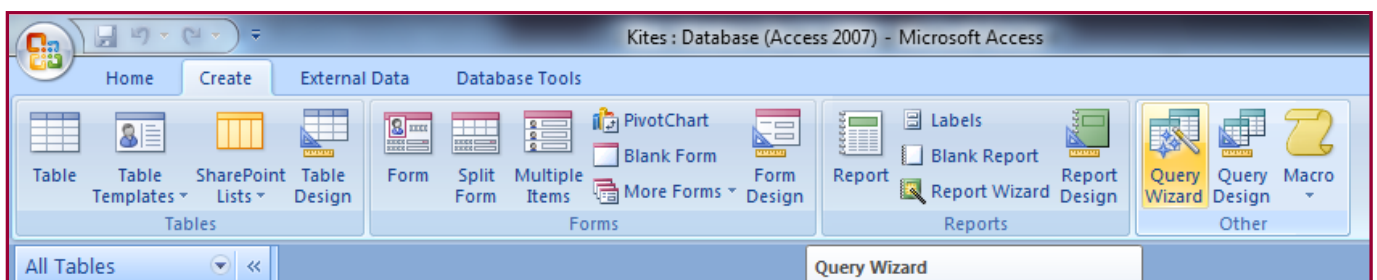 Kites : Database (Access 2007) - Microsoft Access
Home Create External Data Database Tools
Table
Table
Templates
SharePoint
Lists
Table
Design
Tables
Form
Split
Form
Multiple
Items
PivotChart
Blank Form
More Forms
Form
Design
Forms
Report
Labels
Blank Report
Report Wizard
Report
Design
Reports
Query
Wizard
Query
Design
Macro
Other
All Tables
Query Wizard